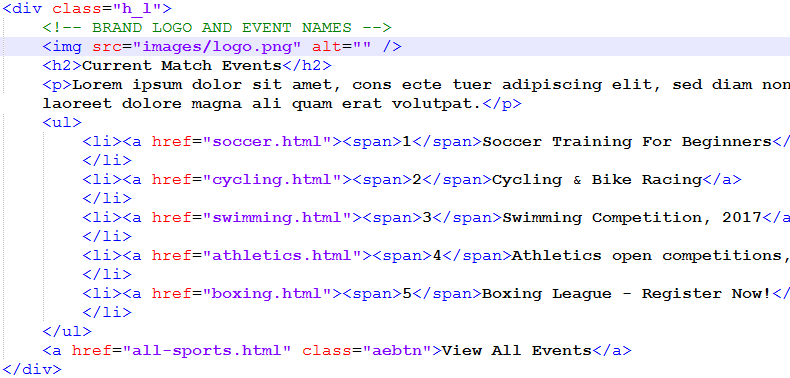 <div class="h_l">
<!-- BRAND LOGO AND EVENT NAMES -->
<img src="images/logo.png" alt="" />
<h2>Current Match Events</h2>
<p>Lorem ipsum dolor sit amet, cons ecte tuer adipiscing elit, sed diam non
laoreet dolore magna ali quam erat volutpat.</p>
<ul>
<li><a href="soccer.html"><span>1</span>Soccer Training For Beginners</
</li>
<li><a href="cycling.html"><span>2</span>Cycling & Bike Racing</a>
</li>
<li><a href="swimming.html"><span>3</span>Swimming Competition, 2017</a
</li>
<li><a href="athletics.html"><span>4</span>Athletics open competitions,
</li>
<li><a href="boxing.html"><span>5</span>Boxing League - Register Now!</
</li>
</ul>
<a href="all-sports.html" class="aebtn">View All Events</a>
</div>